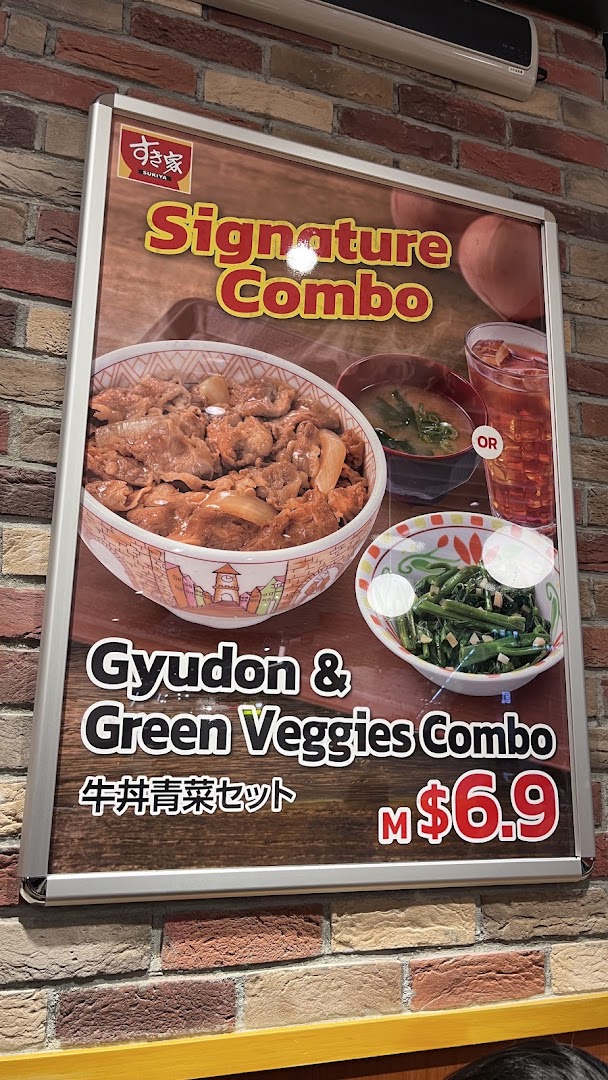 すき家
SUKIYA
Signature
Combo
OR
Gyudon &
Green Veggies Combo
牛丼青菜セット
M $6.9